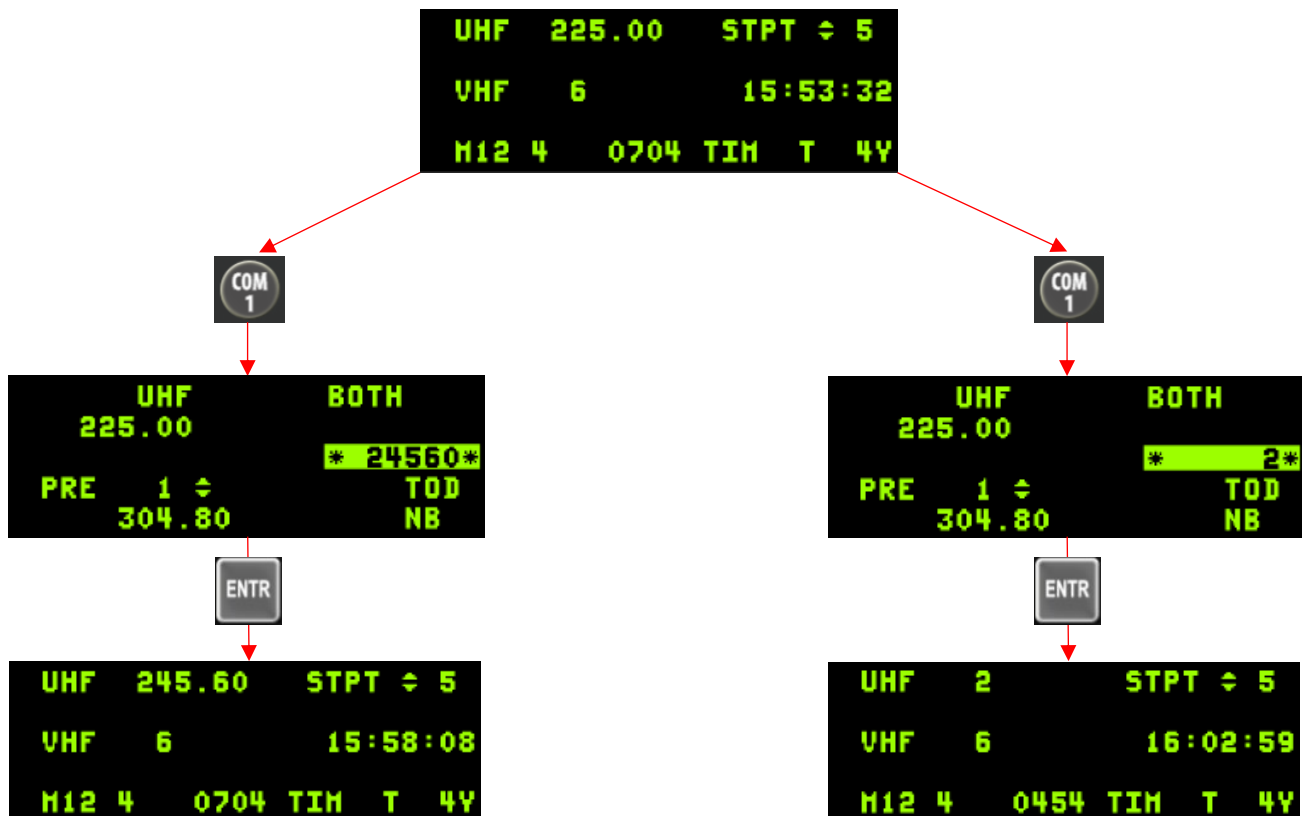 UHF 225.00 STPT ≑ 5
VHF 6 15:53:32
M12 4 0704 TIM T 4Y
COM
1
COM
1
UHF BOTH
225.00
* 24560*
PRE 1 ≑ TOD
304.80 NB
UHF BOTH
225.00
* 2*
PRE 1 ≑ TOD
304.80 NB
ENTR
ENTR
UHF 245.60 STPT ≑ 5
VHF 6 15:58:08
M12 4 0704 TIM T 4Y
UHF 2 STPT ≑ 5
VHF 6 16:02:59
M12 4 0454 TIM T 4Y